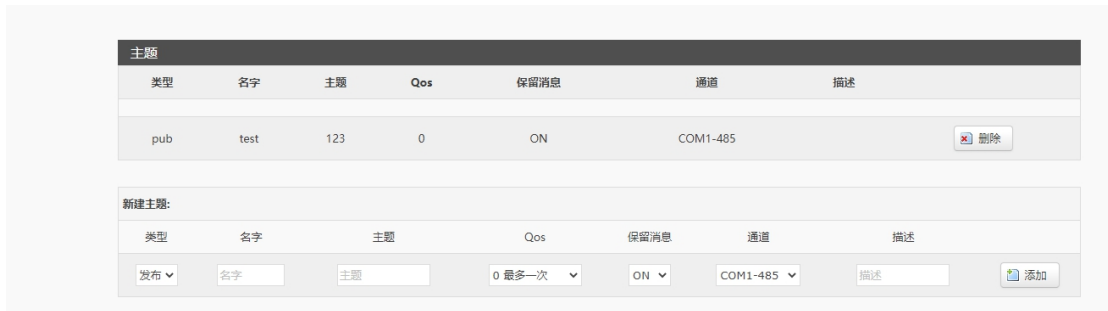 主题
类型 名字 主题 Qos 保留消息 通道 描述
pub test 123 0 ON COM1-485 删除
新建主题:
类型 名字 主题 Qos 保留消息 通道 描述
发布 名字 主题 0 最多一次 ON COM1-485 描述 添加